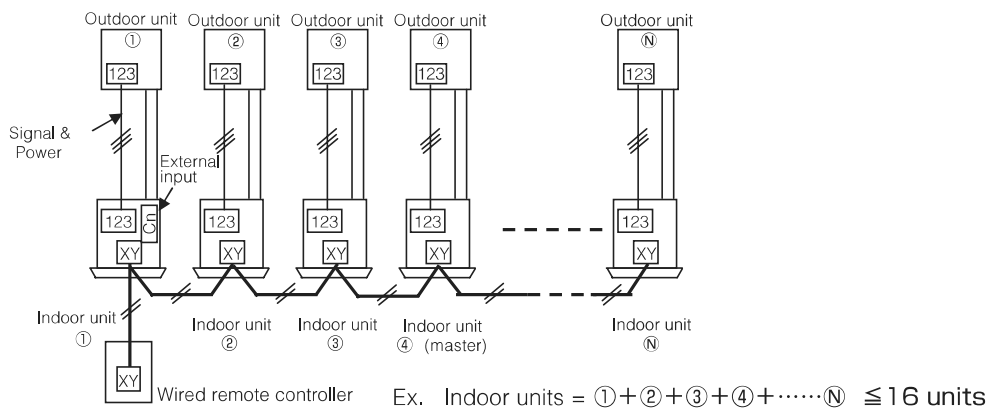 Outdoor unit Outdoor unit Outdoor unit Outdoor unit Outdoor unit
① ② ③ ④ Ⓝ
123 123 123 123 123
Signal &
Power
External
input
123 Cn 123 123 123 123
XY XY XY XY XY
Indoor unit
①
Indoor unit
②
Indoor unit
③
Indoor unit
④ (master)
Indoor unit
Ⓝ
XY Wired remote controller
Ex. Indoor units = ①+②+③+④+……Ⓝ ≦16 units